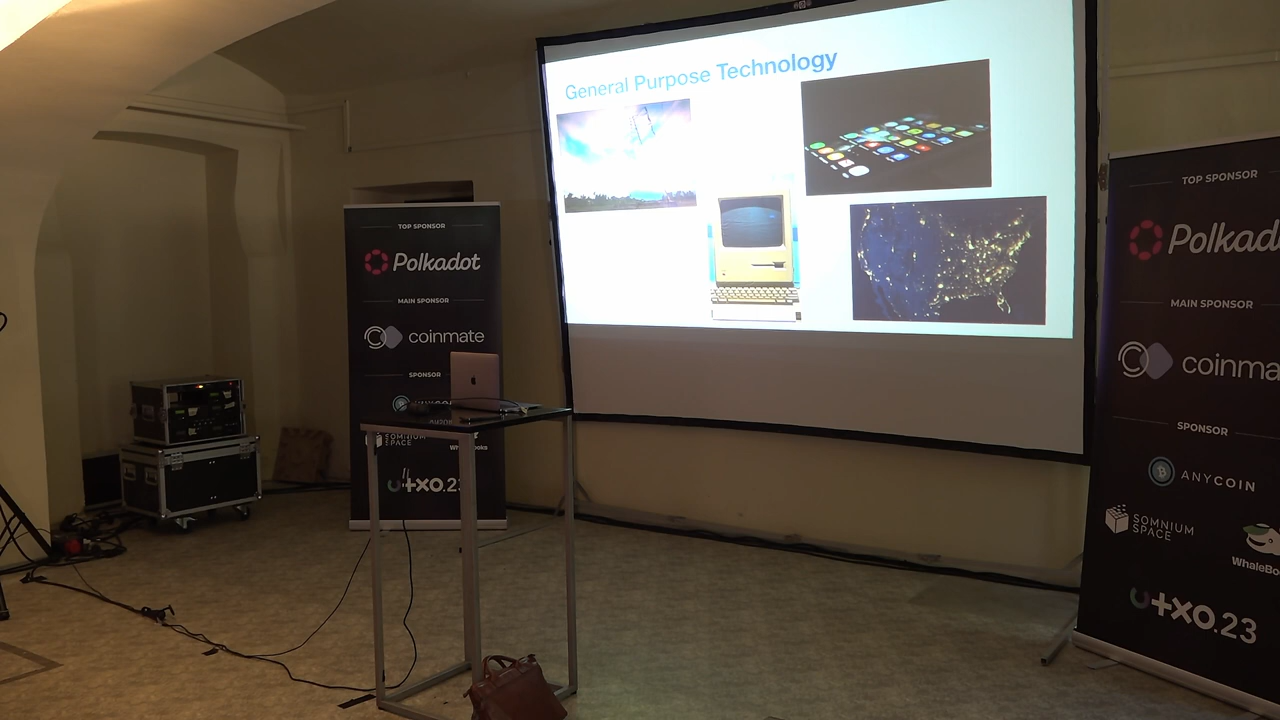 General Purpose Technology
TOP SPONSOR
Polkadot
MAIN SPONSOR
coinmate
SPONSOR
SOMNIUM
SPACE
utxo.23
TOP SPONSOR
Polkad
MAIN SPONSOR
coinma
SPONSOR
ANYCOIN
SOMNIUM
SPACE
WhaleBo
utxo.23